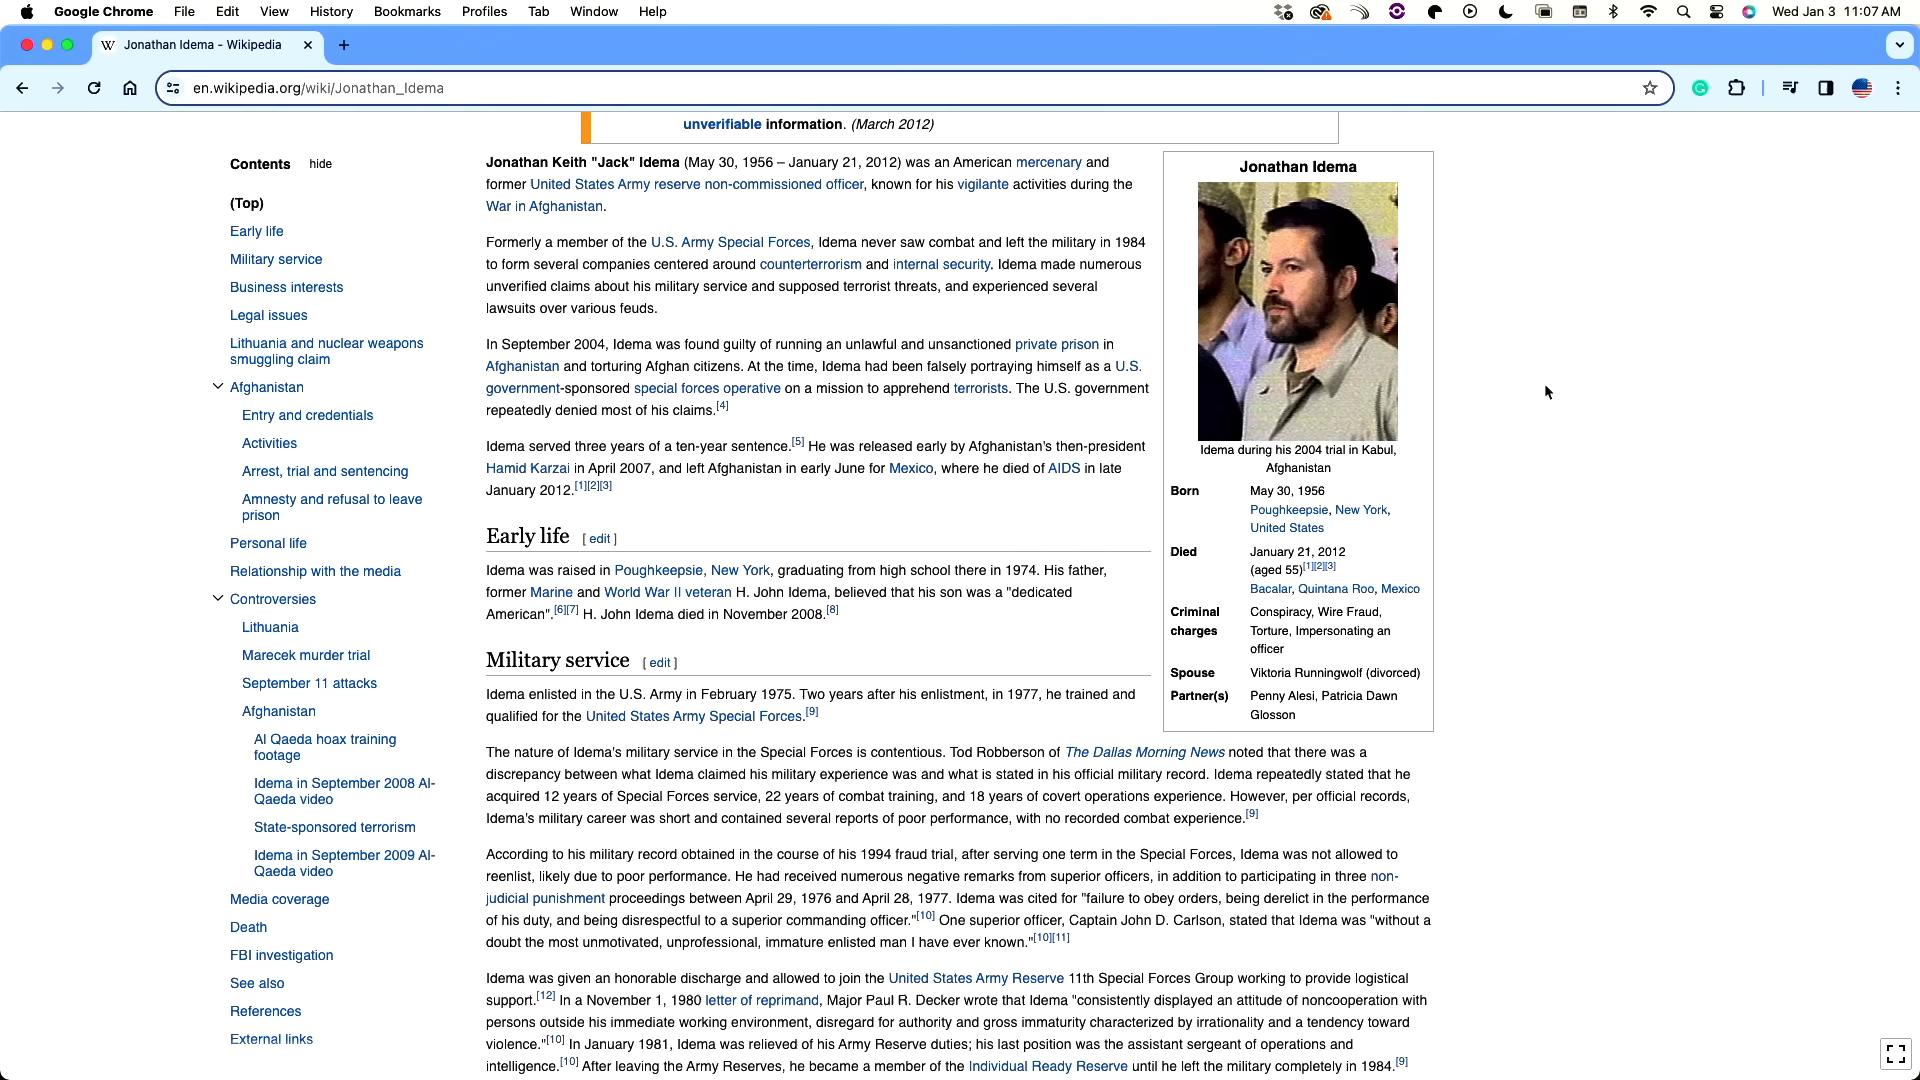 Google Chrome File Edit View History Bookmarks Profiles Tab Window Help Wed Jan 3 11:07 AM
Jonathan Idema - Wikipedia
en.wikipedia.org/wiki/Jonathan_Idema
unverifiable information. (March 2012)
Contents hide
(Top)
Early life
Military service
Business interests
Legal issues
Lithuania and nuclear weapons
smuggling claim
Afghanistan
Entry and credentials
Activities
Arrest, trial and sentencing
Amnesty and refusal to leave
prison
Personal life
Relationship with the media
Controversies
Lithuania
Marecek murder trial
September 11 attacks
Afghanistan
Al Qaeda hoax training
footage
Idema in September 2008 Al-
Qaeda video
State-sponsored terrorism
Idema in September 2009 Al-
Qaeda video
Media coverage
Death
FBI investigation
See also
References
External links
Jonathan Keith "Jack" Idema (May 30, 1956 – January 21, 2012) was an American mercenary and
former United States Army reserve non-commissioned officer, known for his vigilante activities during the
War in Afghanistan.
Formerly a member of the U.S. Army Special Forces, Idema never saw combat and left the military in 1984
to form several companies centered around counterterrorism and internal security. Idema made numerous
unverified claims about his military service and supposed terrorist threats, and experienced several
lawsuits over various feuds.
In September 2004, Idema was found guilty of running an unlawful and unsanctioned private prison in
Afghanistan and torturing Afghan citizens. At the time, Idema had been falsely portraying himself as a U.S.
government-sponsored special forces operative on a mission to apprehend terrorists. The U.S. government
repeatedly denied most of his claims.[4]
Idema served three years of a ten-year sentence.[5] He was released early by Afghanistan's then-president
Hamid Karzai in April 2007, and left Afghanistan in early June for Mexico, where he died of AIDS in late
January 2012.[1][2][3]
Early life [ edit ]
Idema was raised in Poughkeepsie, New York, graduating from high school there in 1974. His father,
former Marine and World War II veteran H. John Idema, believed that his son was a "dedicated
American".[6][7] H. John Idema died in November 2008.[8]
Military service [ edit ]
Idema enlisted in the U.S. Army in February 1975. Two years after his enlistment, in 1977, he trained and
qualified for the United States Army Special Forces.[9]
The nature of Idema's military service in the Special Forces is contentious. Tod Robberson of The Dallas Morning News noted that there was a
discrepancy between what Idema claimed his military experience was and what is stated in his official military record. Idema repeatedly stated that he
acquired 12 years of Special Forces service, 22 years of combat training, and 18 years of covert operations experience. However, per official records,
Idema's military career was short and contained several reports of poor performance, with no recorded combat experience.[9]
According to his military record obtained in the course of his 1994 fraud trial, after serving one term in the Special Forces, Idema was not allowed to
reenlist, likely due to poor performance. He had received numerous negative remarks from superior officers, in addition to participating in three non-
judicial punishment proceedings between April 29, 1976 and April 28, 1977. Idema was cited for "failure to obey orders, being derelict in the performance
of his duty, and being disrespectful to a superior commanding officer."[10] One superior officer, Captain John D. Carlson, stated that Idema was "without a
doubt the most unmotivated, unprofessional, immature enlisted man I have ever known."[10][11]
Idema was given an honorable discharge and allowed to join the United States Army Reserve 11th Special Forces Group working to provide logistical
support.[12] In a November 1, 1980 letter of reprimand, Major Paul R. Decker wrote that Idema "consistently displayed an attitude of noncooperation with
persons outside his immediate working environment, disregard for authority and gross immaturity characterized by irrationality and a tendency toward
violence."[10] In January 1981, Idema was relieved of his Army Reserve duties; his last position was the assistant sergeant of operations and
intelligence.[10] After leaving the Army Reserves, he became a member of the Individual Ready Reserve until he left the military completely in 1984.[9]
Jonathan Idema
Idema during his 2004 trial in Kabul,
Afghanistan
Born May 30, 1956
Poughkeepsie, New York,
United States
Died January 21, 2012
(aged 55)[1][2][3]
Bacalar, Quintana Roo, Mexico
Criminal Conspiracy, Wire Fraud,
charges Torture, Impersonating an
officer
Spouse Viktoria Runningwolf (divorced)
Partner(s) Penny Alesi, Patricia Dawn
Glosson